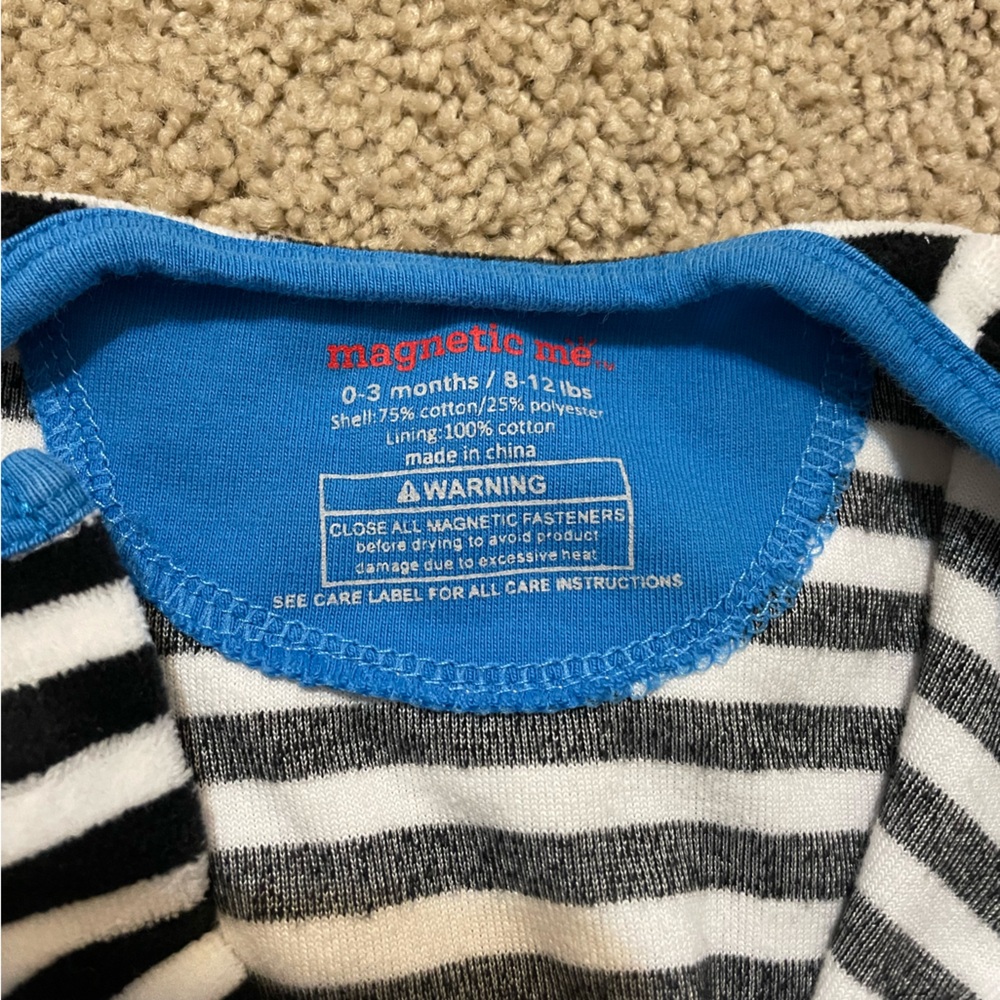 magnetic me™
0-3 months / 8-12 lbs
Shell:75% cotton/25% polyester
Lining:100% cotton
made in china
⚠WARNING
CLOSE ALL MAGNETIC FASTENERS
before drying to avoid product
damage due to excessive heat
SEE CARE LABEL FOR ALL CARE INSTRUCTIONS